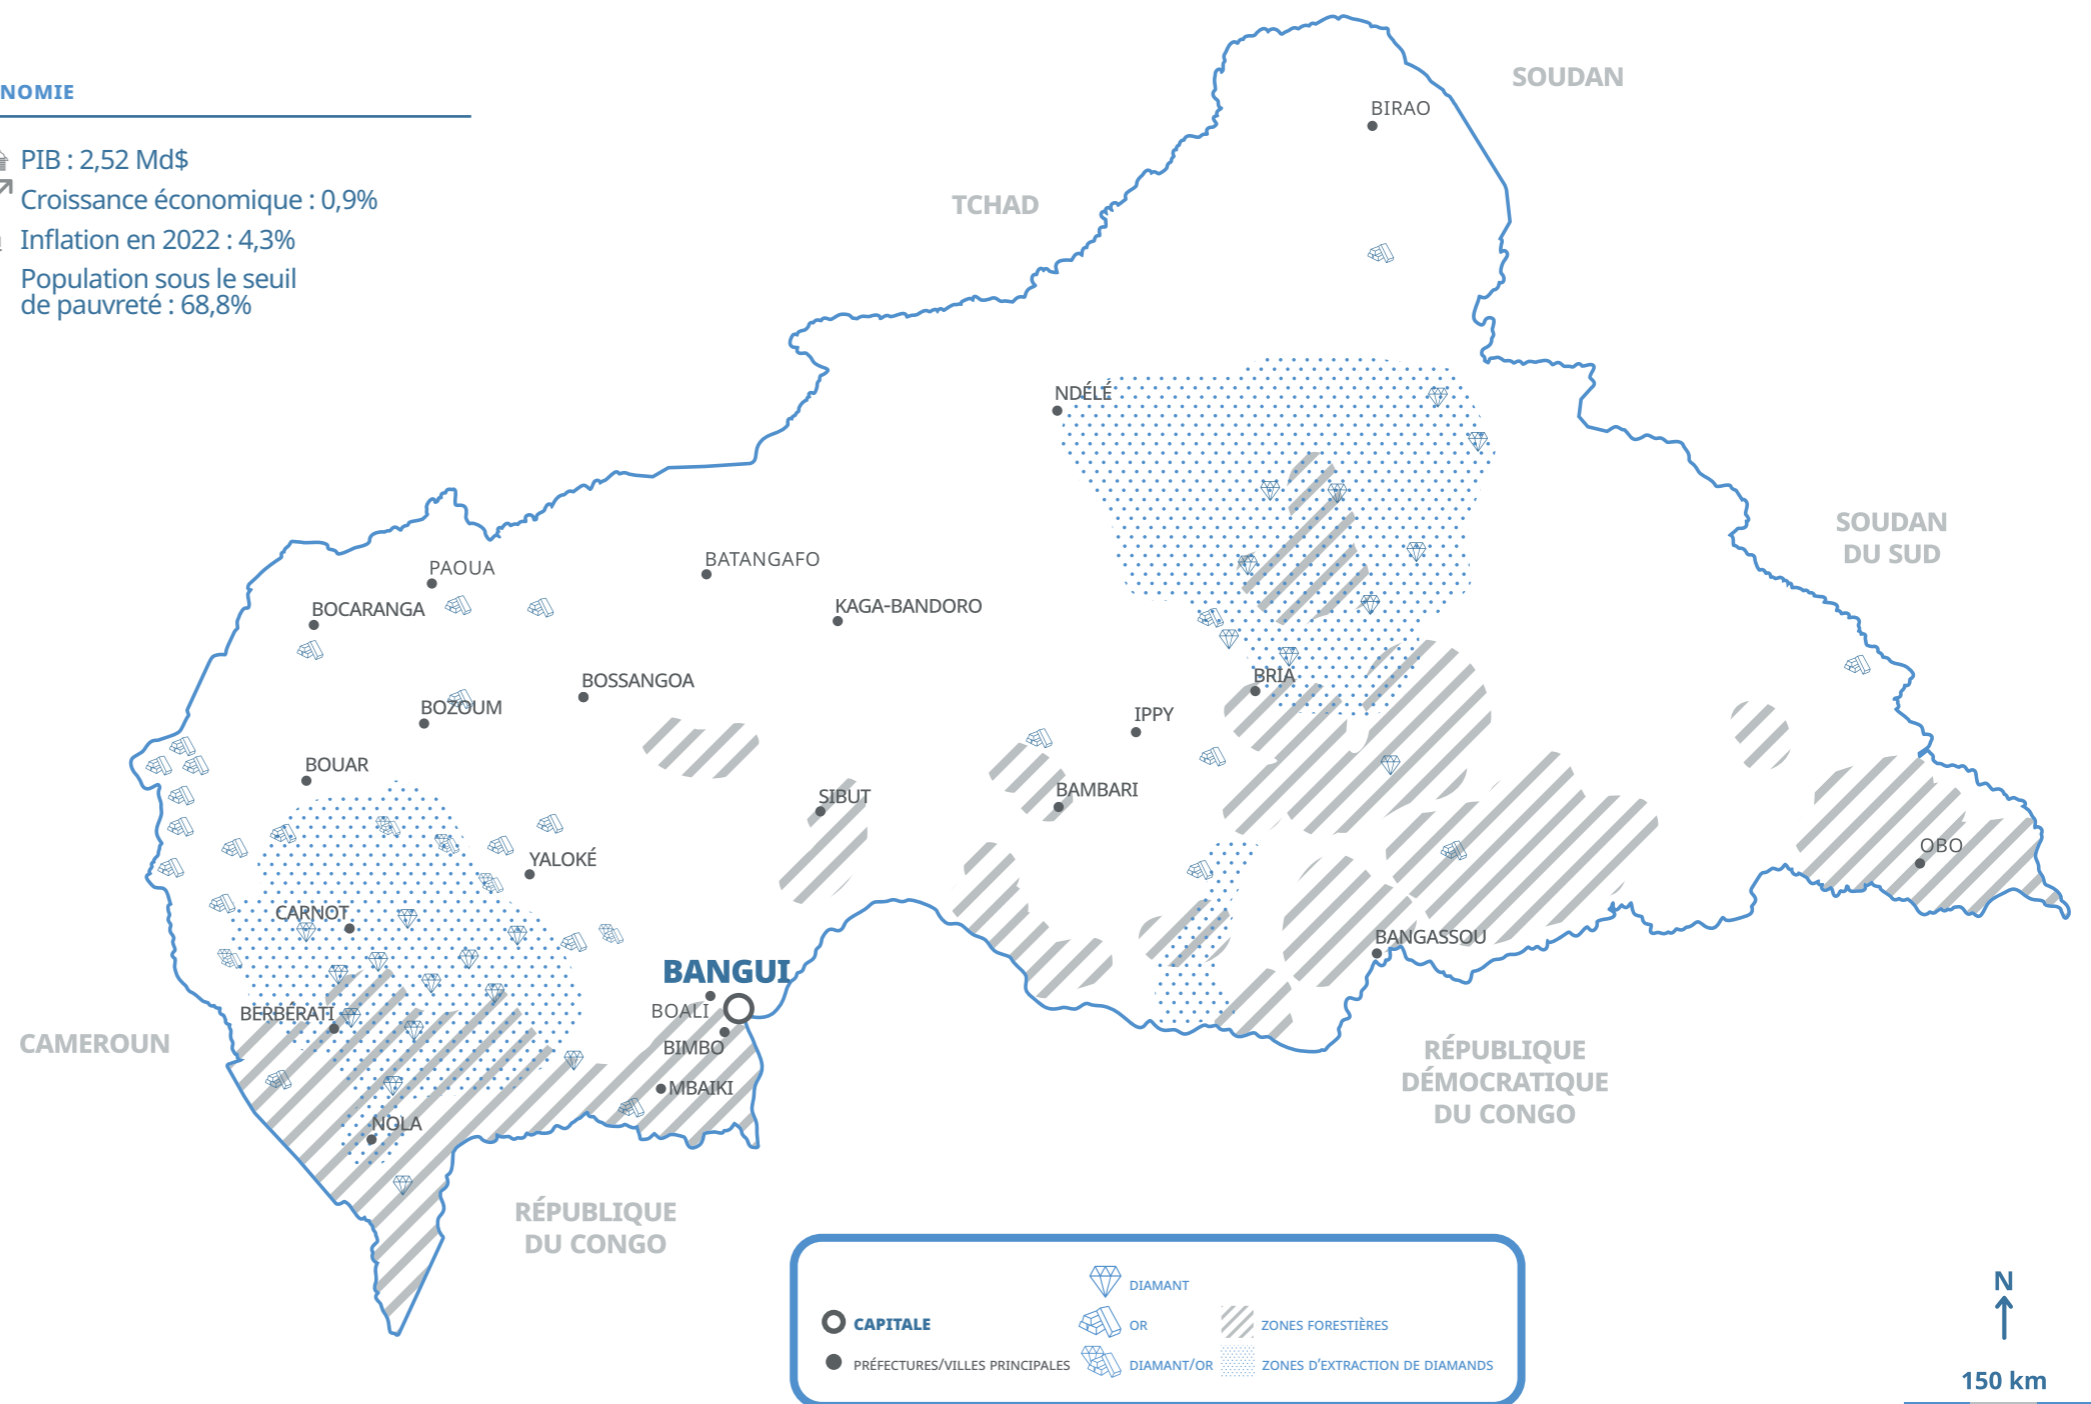 NOMIE
PIB : 2,52 Md$
Croissance économique : 0,9%
Inflation en 2022 : 4,3%
Population sous le seuil
de pauvreté : 68,8%
SOUDAN
BIRAO
TCHAD
NDÉLÉ
SOUDAN
DU SUD
PAOUA
BATANGAFO
BOCARANGA
KAGA-BANDORO
BOSSANGOA
BRIA
BOZOUM
IPPY
BOUAR
SIBUT
BAMBARI
YALOKÉ
OBO
CARNOT
BANGASSOU
BANGUI
BOALI
BERBÉRATI
CAMEROUN
BIMBO
RÉPUBLIQUE
DÉMOCRATIQUE
DU CONGO
MBAIKI
NOLA
RÉPUBLIQUE
DU CONGO
DIAMANT
CAPITALE
OR
ZONES FORESTIÈRES
PRÉFECTURES/VILLES PRINCIPALES
DIAMANT/OR
ZONES D'EXTRACTION DE DIAMANDS
N
150 km